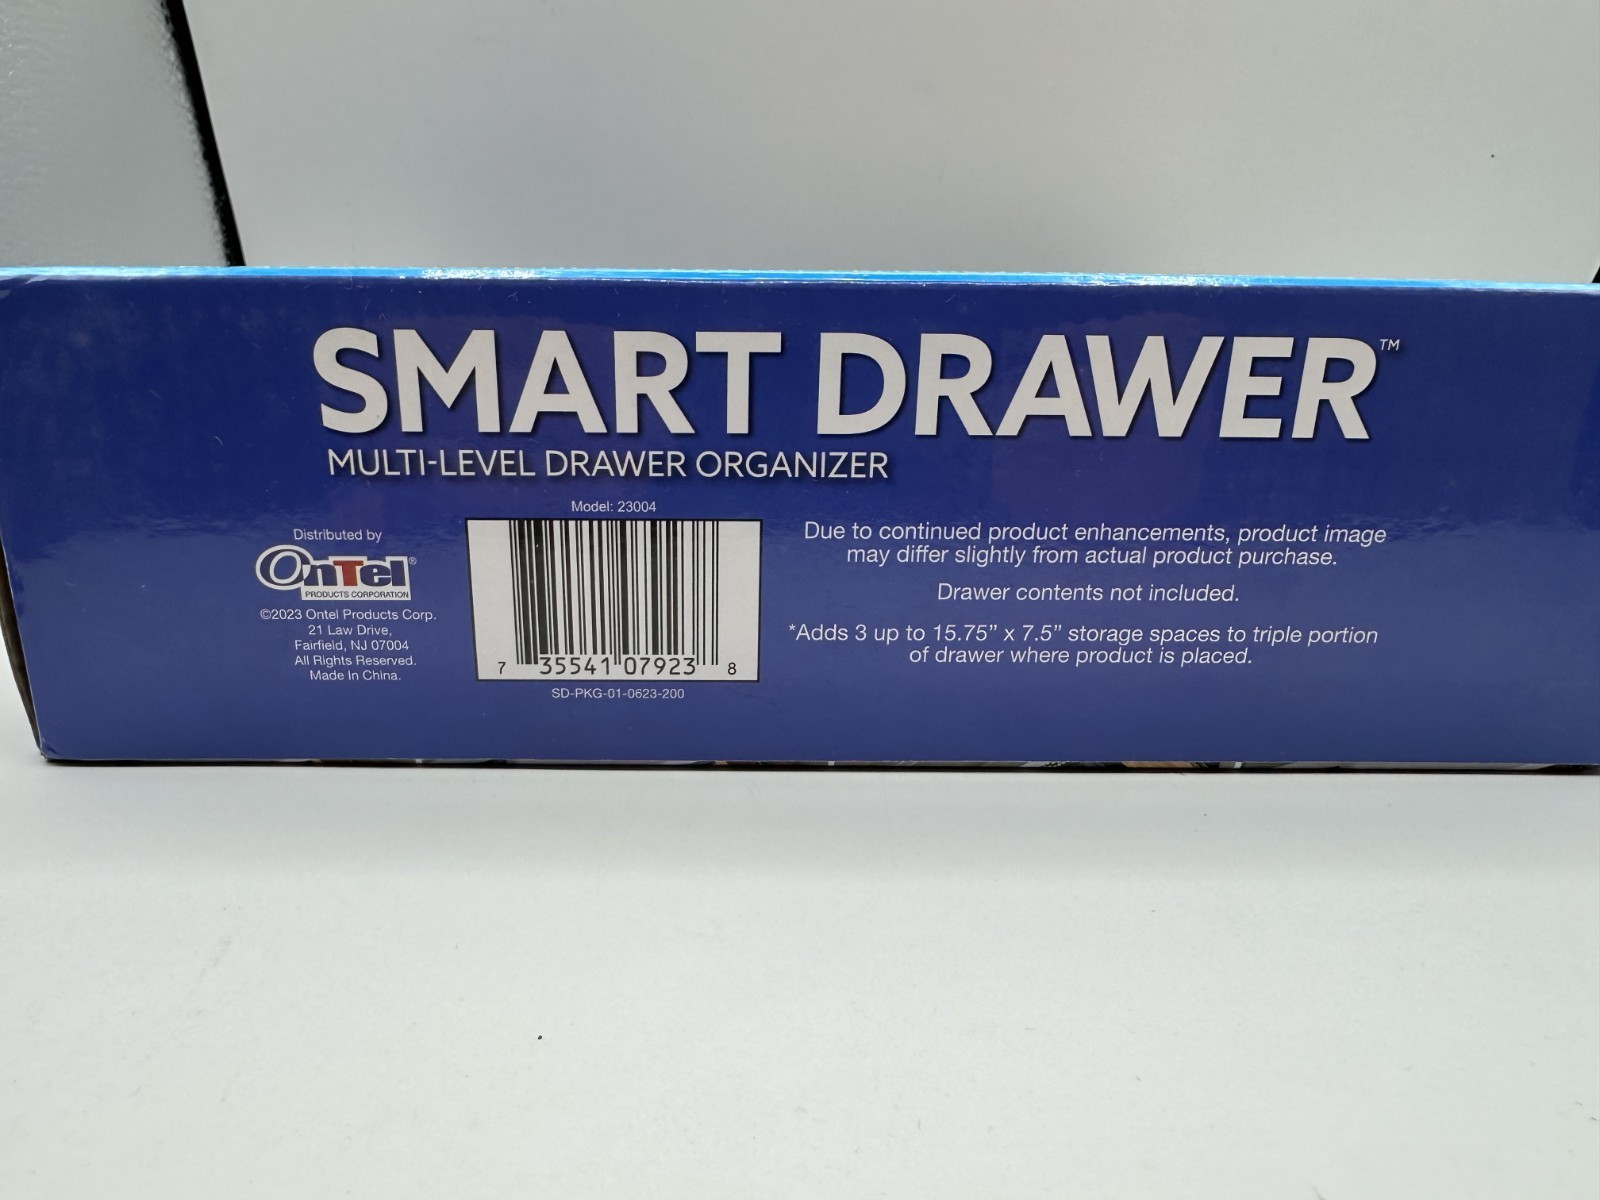 SMART DRAWER™
MULTI-LEVEL DRAWER ORGANIZER
Distributed by
OnTel®
PRODUCTS CORPORATION
©2023 Ontel Products Corp.
21 Law Drive,
Fairfield, NJ 07004
All Rights Reserved.
Made In China.
Model: 23004
7 35541 07923 8
SD-PKG-01-0623-200
Due to continued product enhancements, product image
may differ slightly from actual product purchase.
Drawer contents not included.
*Adds 3 up to 15.75” x 7.5” storage spaces to triple portion
of drawer where product is placed.